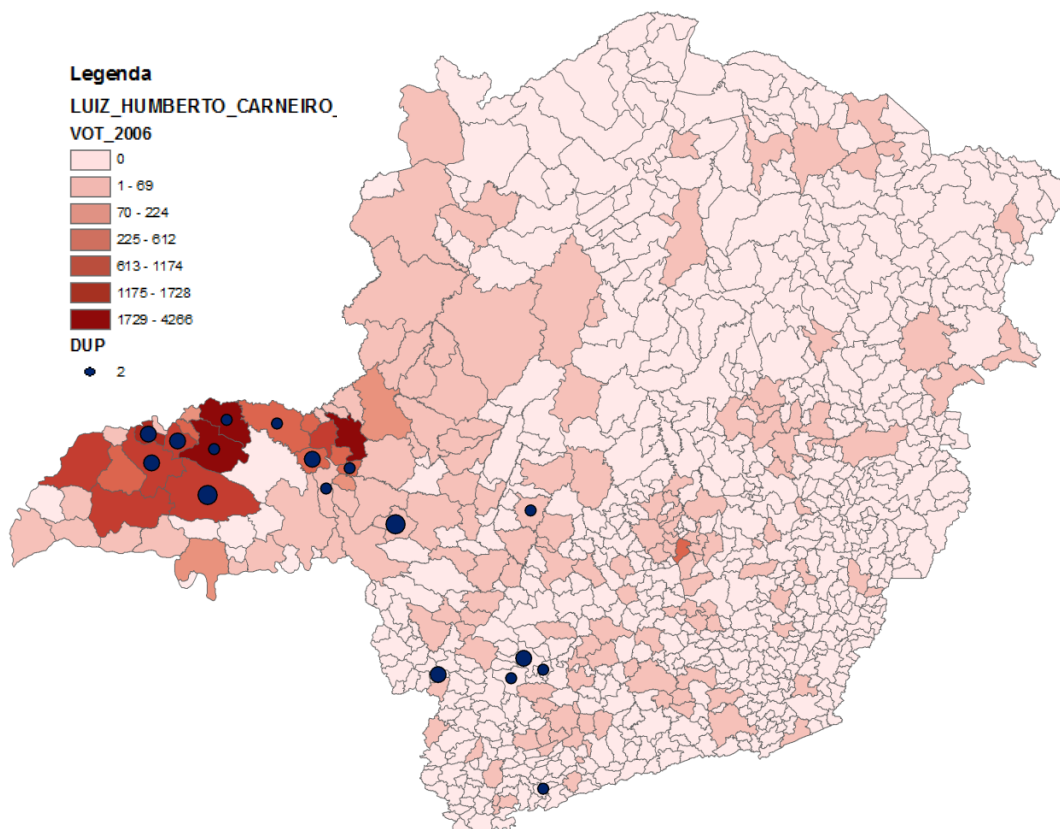 Legenda
LUIZ_HUMBERTO_CARNEIRO_
VOT_2006
0
1 - 69
70 - 224
225 - 612
613 - 1174
1175 - 1728
1729 - 4266
DUP
2